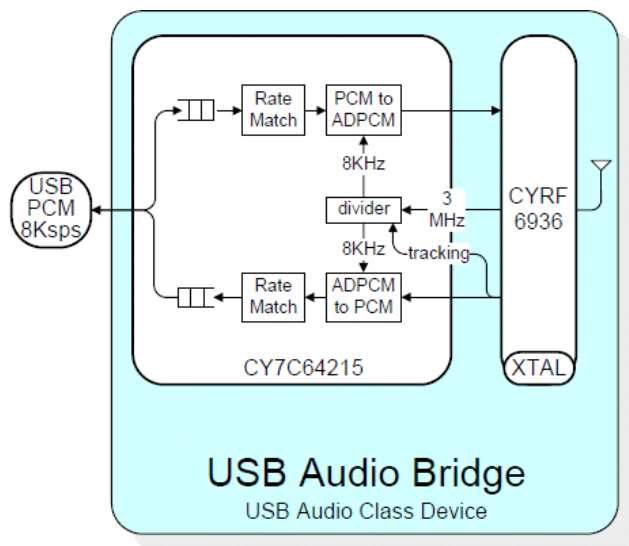 Rate
Match
PCM to
ADPCM
8KHz
USB
PCM
8Ksps
divider
3
MHz
CYRF
6936
8KHz
tracking
Rate
Match
ADPCM
to PCM
CY7C64215
XTAL
USB Audio Bridge
USB Audio Class Device